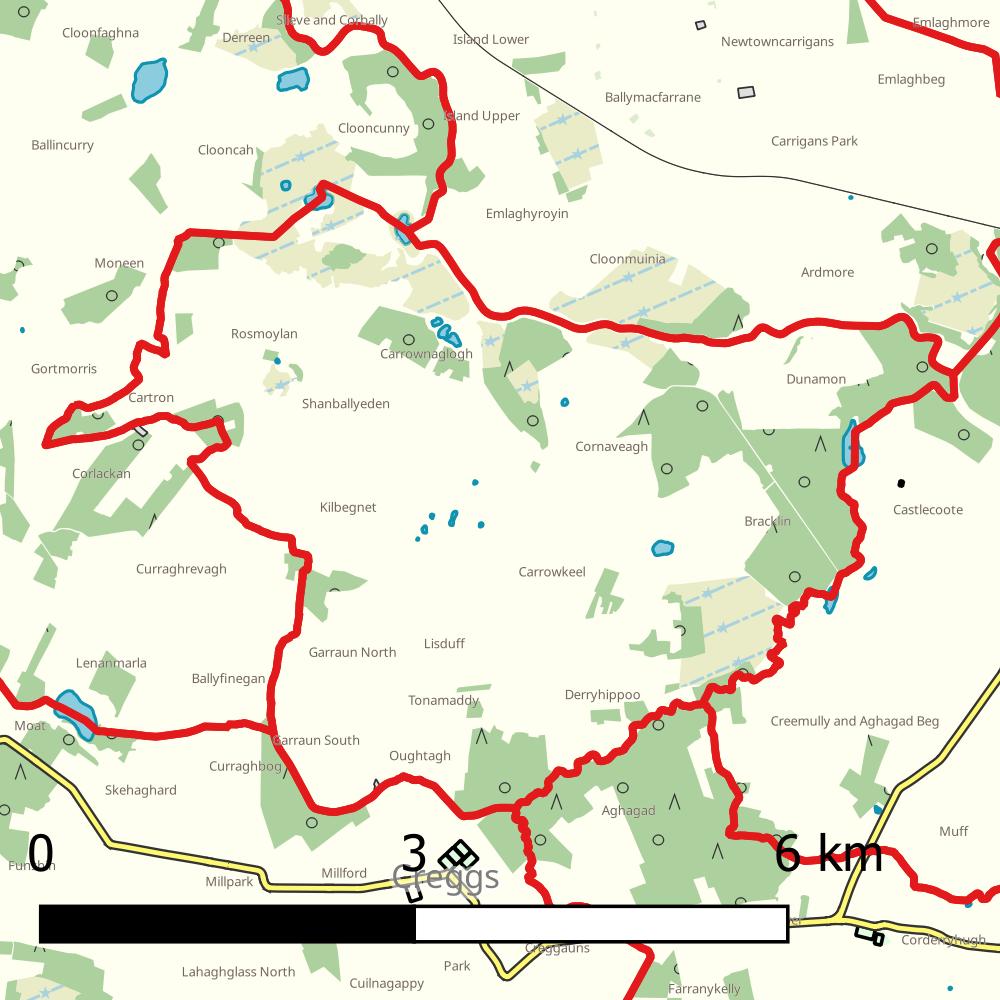 Slieve and Corbally
Emlaghmore
Cloonfaghna
Derreen
Island Lower
Newtowncarrigans
Emlaghbeg
Ballymacfarrane
Island Upper
Clooncunny
Carrigans Park
Ballincurry
Clooncah
Emlaghyroyin
Cloonmuinia
Moneen
Ardmore
Rosmoylan
Carrownaglogh
Gortmorris
Dunamon
Cartron
Shanballyeden
Cornaveagh
Corlackan
Kilbegnet
Castlecoote
Bracklin
Curraghrevagh
Carrowkeel
Lisduff
Garraun North
Lenanmarla
Ballyfinegan
Derryhippoo
Tonamaddy
Moat
Creemully and Aghagad Beg
Garraun South
Oughtagh
Curraghbog
Skehaghard
Aghagad
Muff
0
3
6 km
Funshin
Millford
Creggs
Millpark
Corderryhugh
Creggauns
Park
Lahaghglass North
Cuilnagappy
Farranykelly